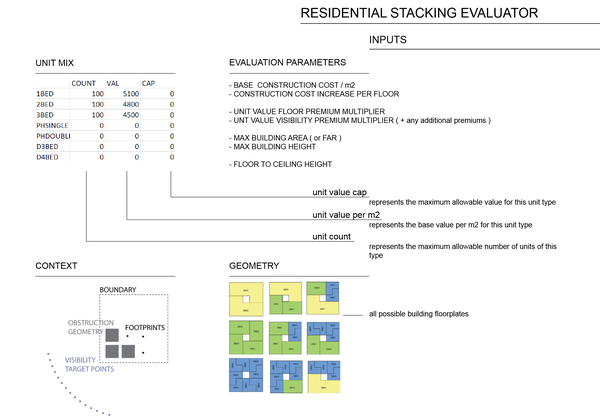 RESIDENTIAL STACKING EVALUATOR
INPUTS
UNIT MIX
COUNT VAL CAP
1BED 100 5100 0
2BED 100 4800 0
3BED 100 4500 0
PHSINGLE 0 0 0
PHDOUBLI 0 0 0
D3BED 0 0 0
D4BED 0 0 0
EVALUATION PARAMETERS
- BASE CONSTRUCTION COST / m2
- CONSTRUCTION COST INCREASE PER FLOOR
- UNIT VALUE FLOOR PREMIUM MULTIPLIER
- UNIT VALUE VISIBILITY PREMIUM MULTIPLIER ( + any additional premiums )
- MAX BUILDING AREA ( or FAR )
- MAX BUILDING HEIGHT
- FLOOR TO CEILING HEIGHT
unit value cap
represents the maximum allowable value for this unit type
unit value per m2
represents the base value per m2 for this unit type
unit count
represents the maximum allowable number of units of this
type
CONTEXT
BOUNDARY
OBSTRUCTION
GEOMETRY
FOOTPRINTS
VISIBILITY
TARGET POINTS
GEOMETRY
all possible building floorplates